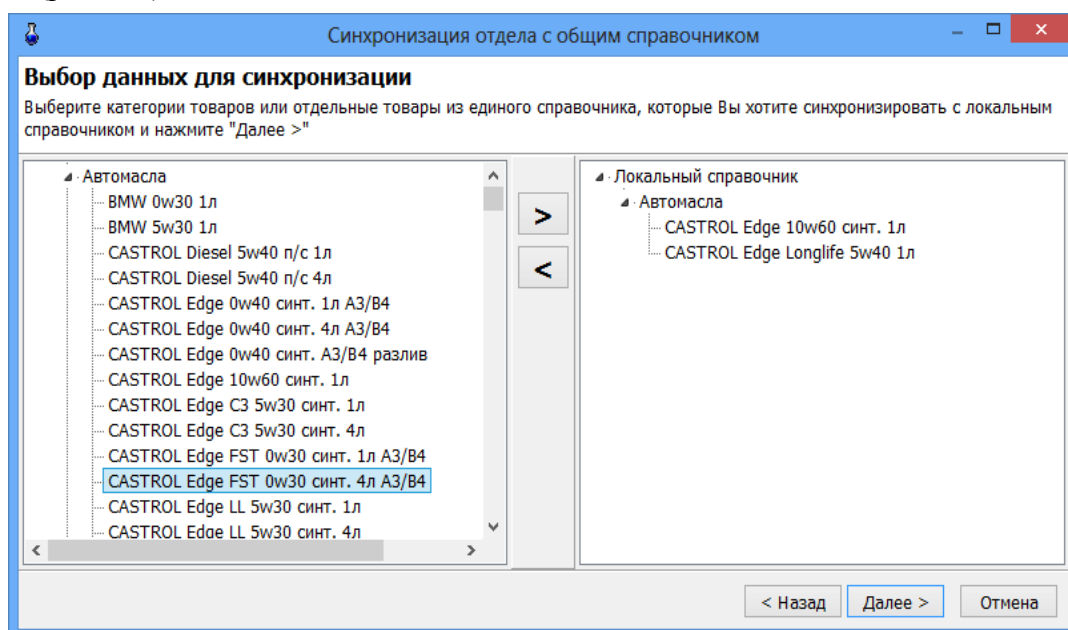 Синхронизация отдела с общим справочником
Выбор данных для синхронизации
Выберите категории товаров или отдельные товары из единого справочника, которые Вы хотите синхронизировать с локальным
справочником и нажмите "Далее >"
Автомасла
BMW 0w30 1л
BMW 5w30 1л
CASTROL Diesel 5w40 п/с 1л
CASTROL Diesel 5w40 п/с 4л
CASTROL Edge 0w40 синт. 1л A3/B4
CASTROL Edge 0w40 синт. 4л A3/B4
CASTROL Edge 0w40 синт. A3/B4 разлив
CASTROL Edge 10w60 синт. 1л
CASTROL Edge C3 5w30 синт. 1л
CASTROL Edge C3 5w30 синт. 4л
CASTROL Edge FST 0w30 синт. 1л A3/B4
CASTROL Edge FST 0w30 синт. 4л A3/B4
CASTROL Edge LL 5w30 синт. 1л
CASTROL Edge LL 5w30 синт. 4л
>
<
Локальный справочник
Автомасла
CASTROL Edge 10w60 синт. 1л
CASTROL Edge Longlife 5w40 1л
< Назад
Далее >
Отмена